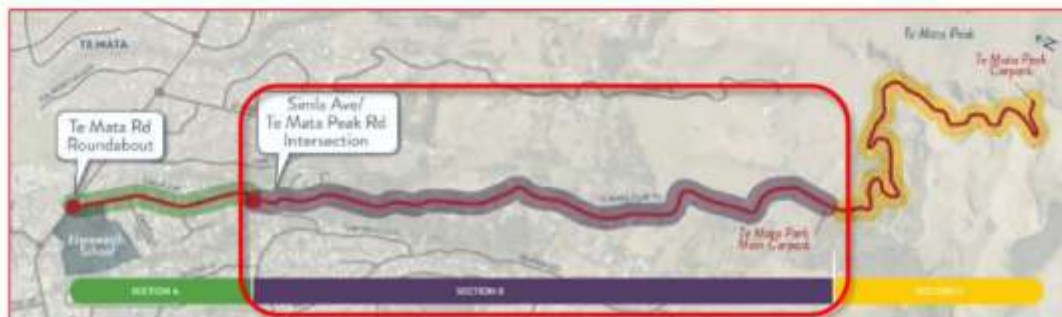 TE MATA
Te Mata Peak
Te Mata Peak
Carpark
Te Mata Rd
Roundabout
Simla Ave/
Te Mata Peak Rd
Intersection
School
Te Mata Park
Main Carpark
SECTION A
SECTION B